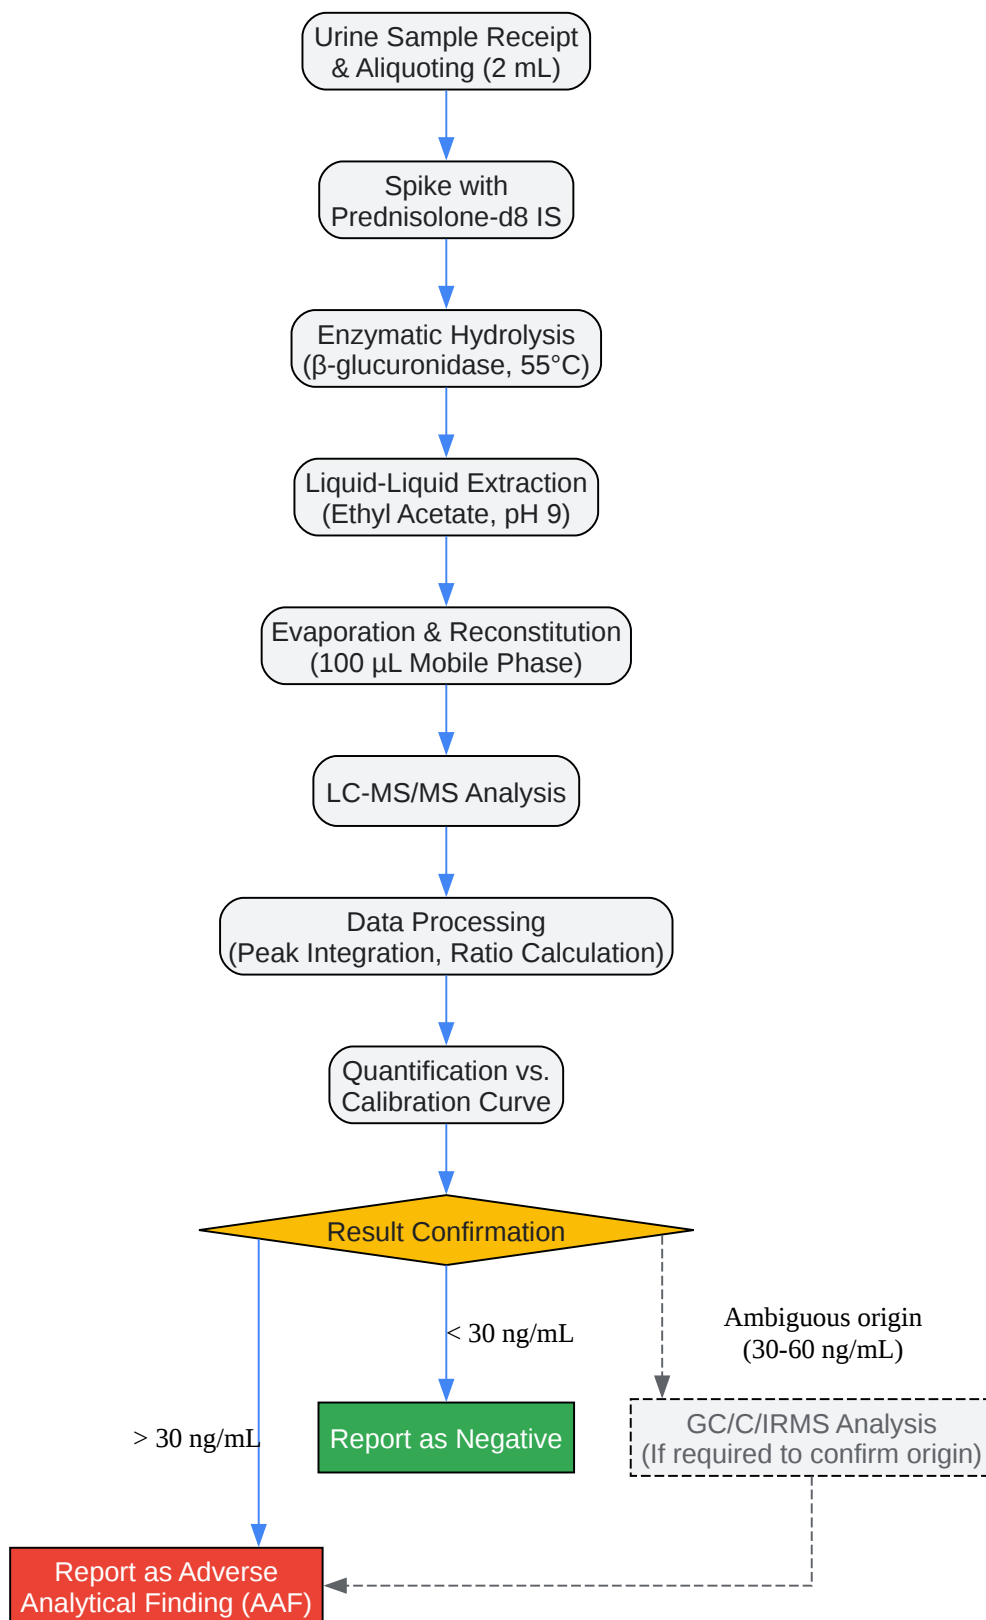 Urine Sample Receipt
& Aliquoting (2 mL)
Spike with
Prednisolone-d8 IS
Enzymatic Hydrolysis
(β-glucuronidase, 55°C)
Liquid-Liquid Extraction
(Ethyl Acetate, pH 9)
Evaporation & Reconstitution
(100 µL Mobile Phase)
LC-MS/MS Analysis
Data Processing
(Peak Integration, Ratio Calculation)
Quantification vs.
Calibration Curve
Result Confirmation
< 30 ng/mL
Ambiguous origin
(30-60 ng/mL)
> 30 ng/mL
Report as Negative
GC/C/IRMS Analysis
(If required to confirm origin)
Report as Adverse
Analytical Finding (AAF)